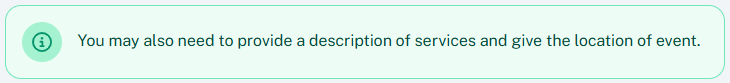 You may also need to provide a description of services and give the location of event.